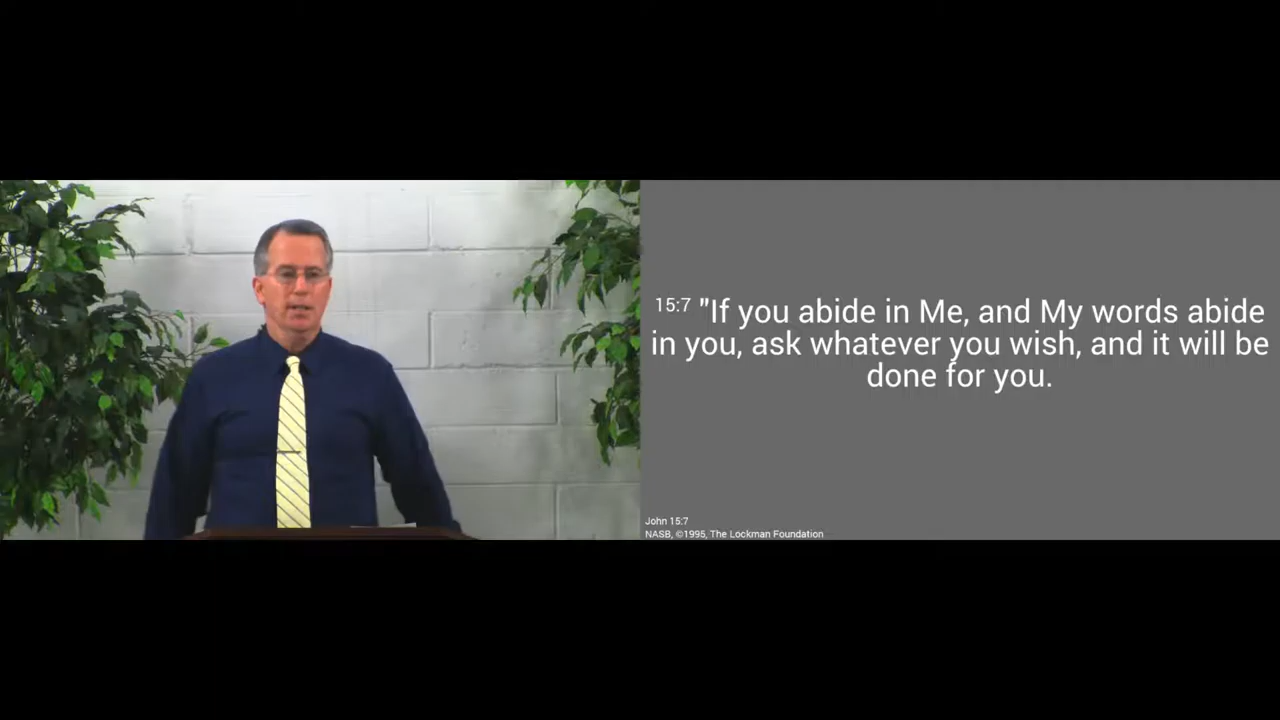 15:7 "If you abide in Me, and My words abide
in you, ask whatever you wish, and it will be
done for you.
John 15:7
NASB, ©1995, The Lockman Foundation